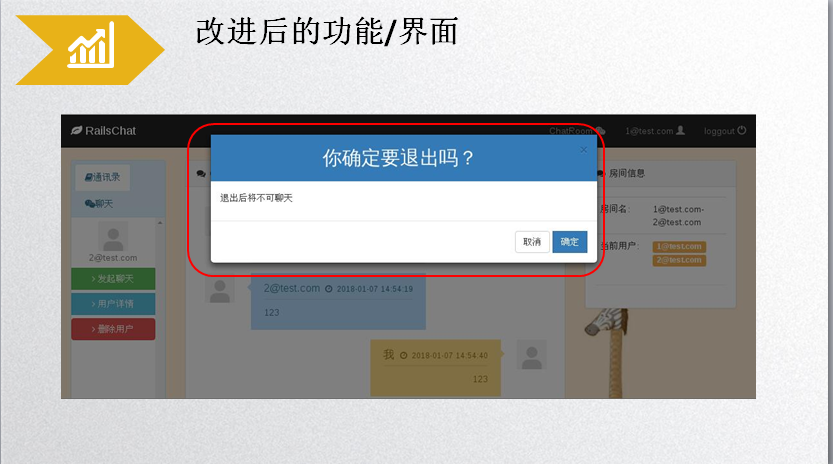 改进后的功能/界面
RailsChat
ChatRoom
1@test.com
loggout
你确定要退出吗？
×
退出后将不可聊天
取消
确定
通讯录
聊天
2@test.com
> 发起聊天
> 用户详情
> 删除用户
2@test.com 2018-01-07 14:54:19
123
我 2018-01-07 14:54:40
123
房间信息
房间名: 1@test.com-
2@test.com
当前用户: 1@test.com
2@test.com